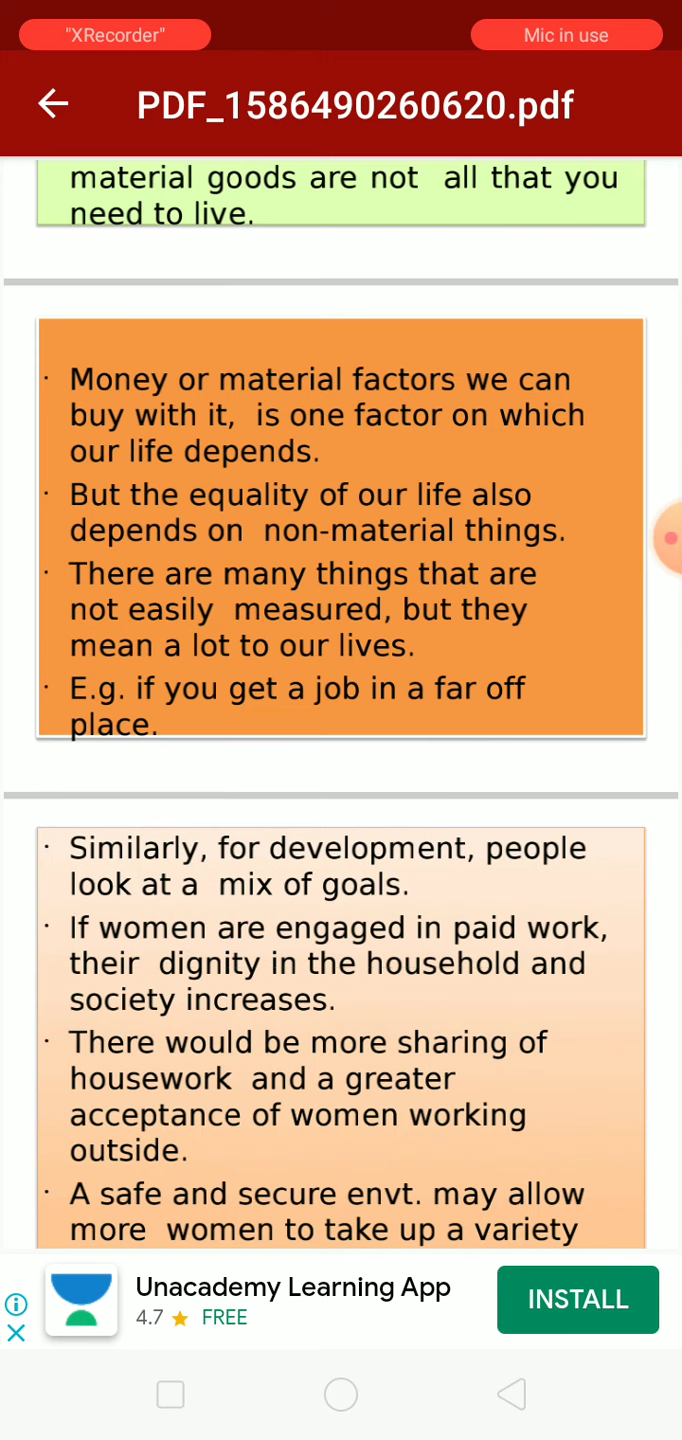 "XRecorder"
Mic in use
PDF_1586490260620.pdf
material goods are not all that you
need to live.
· Money or material factors we can
buy with it, is one factor on which
our life depends.
· But the equality of our life also
depends on non-material things.
· There are many things that are
not easily measured, but they
mean a lot to our lives.
· E.g. if you get a job in a far off
place.
· Similarly, for development, people
look at a mix of goals.
· If women are engaged in paid work,
their dignity in the household and
society increases.
· There would be more sharing of
housework and a greater
acceptance of women working
outside.
· A safe and secure envt. may allow
more women to take up a variety
Unacademy Learning App
4.7 ★ FREE
INSTALL